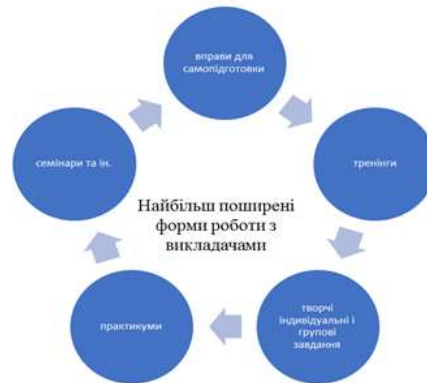 вправи для
самопідготовки
тренінги
творчі
індивідуальні і
групові
завдання
практикуми
семінари та ін.
Найбільш поширені
форми роботи з
викладачами